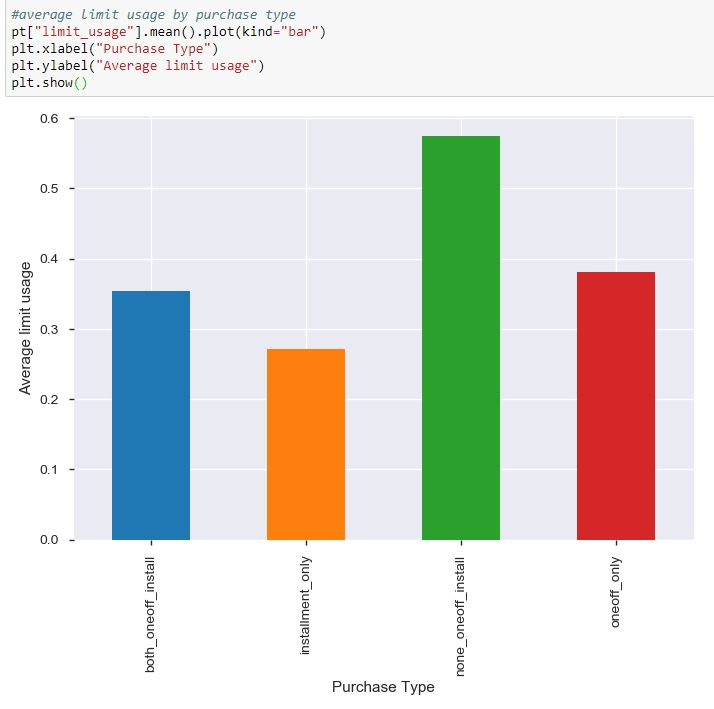 #average limit usage by purchase type
pt["limit_usage"].mean().plot(kind="bar")
plt.xlabel("Purchase Type")
plt.ylabel("Average limit usage")
plt.show()
0.6
0.5
0.4
0.3
0.2
0.1
0.0
Average limit usage
both_oneoff_install
installment_only
none_oneoff_install
oneoff_only
Purchase Type